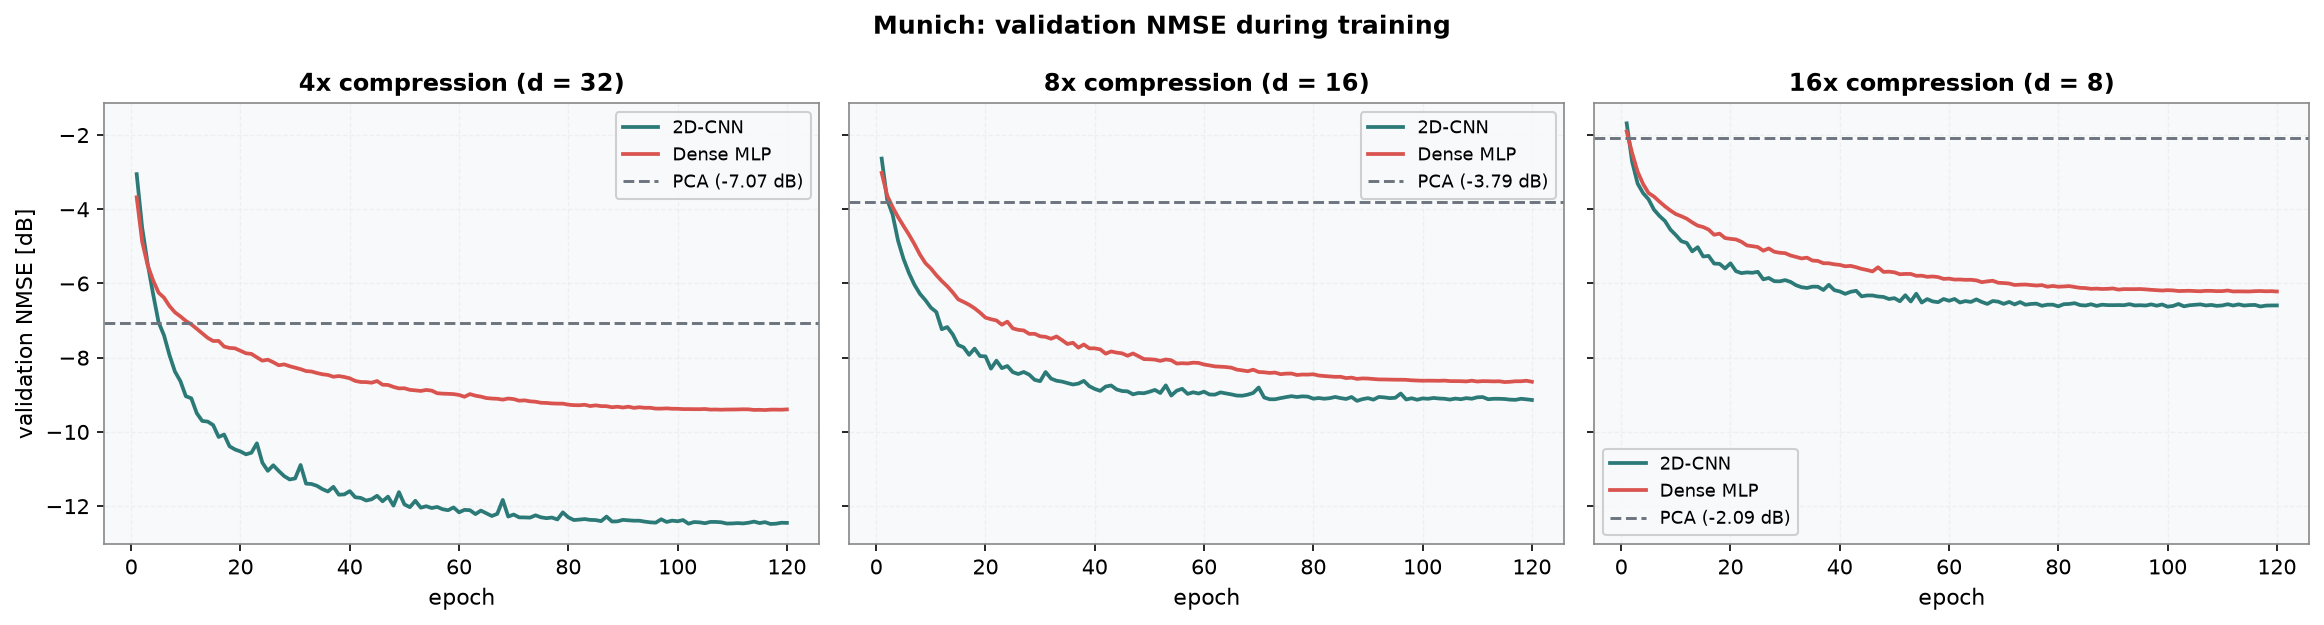 Munich: validation NMSE during training
4x compression (d = 32)
validation NMSE [dB]
−2
−4
−6
−8
−10
−12
2D-CNN
Dense MLP
PCA (-7.07 dB)
0 20 40 60 80 100 120
epoch
8x compression (d = 16)
2D-CNN
Dense MLP
PCA (-3.79 dB)
0 20 40 60 80 100 120
epoch
16x compression (d = 8)
2D-CNN
Dense MLP
PCA (-2.09 dB)
0 20 40 60 80 100 120
epoch